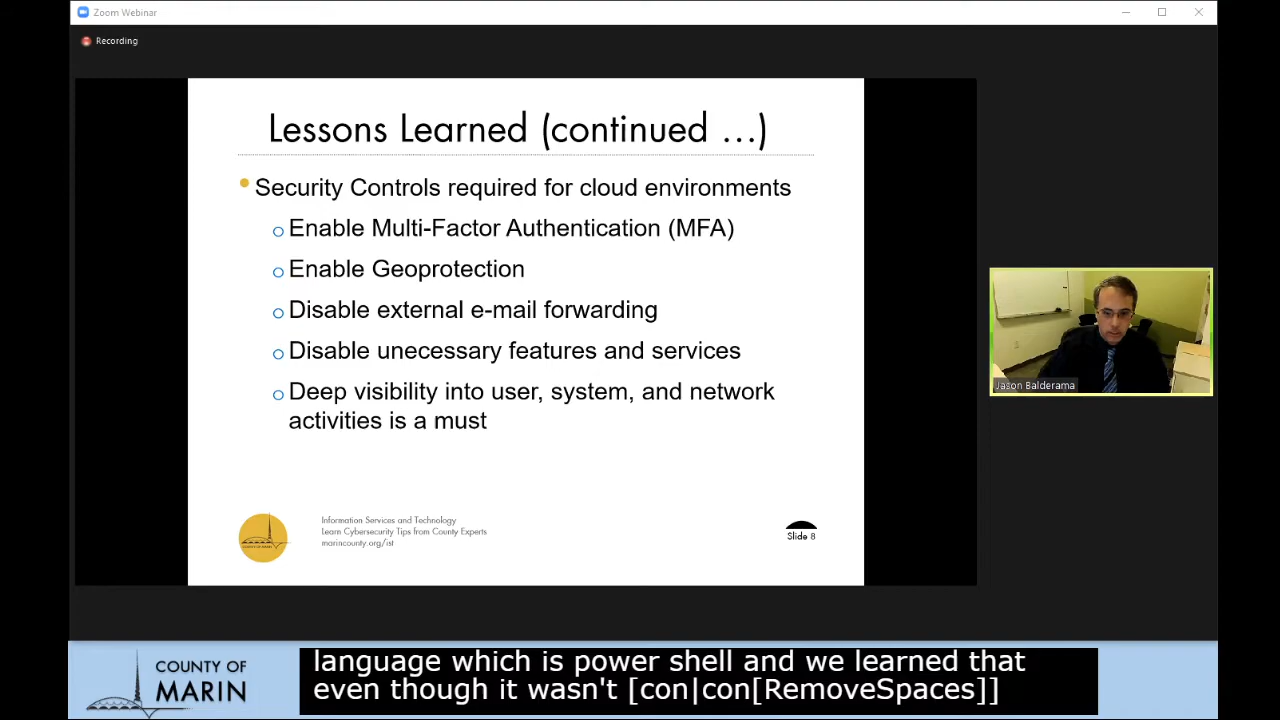 Zoom Webinar
Recording
Lessons Learned (continued …)
Security Controls required for cloud environments
Enable Multi-Factor Authentication (MFA)
Enable Geoprotection
Disable external e-mail forwarding
Disable unecessary features and services
Deep visibility into user, system, and network
activities is a must
Jason Balderama
Information Services and Technology
Learn Cybersecurity Tips from County Experts
marincounty.org/ist
Slide 8
COUNTY OF
MARIN
language which is power shell and we learned that
even though it wasn't [con|con[RemoveSpaces]]